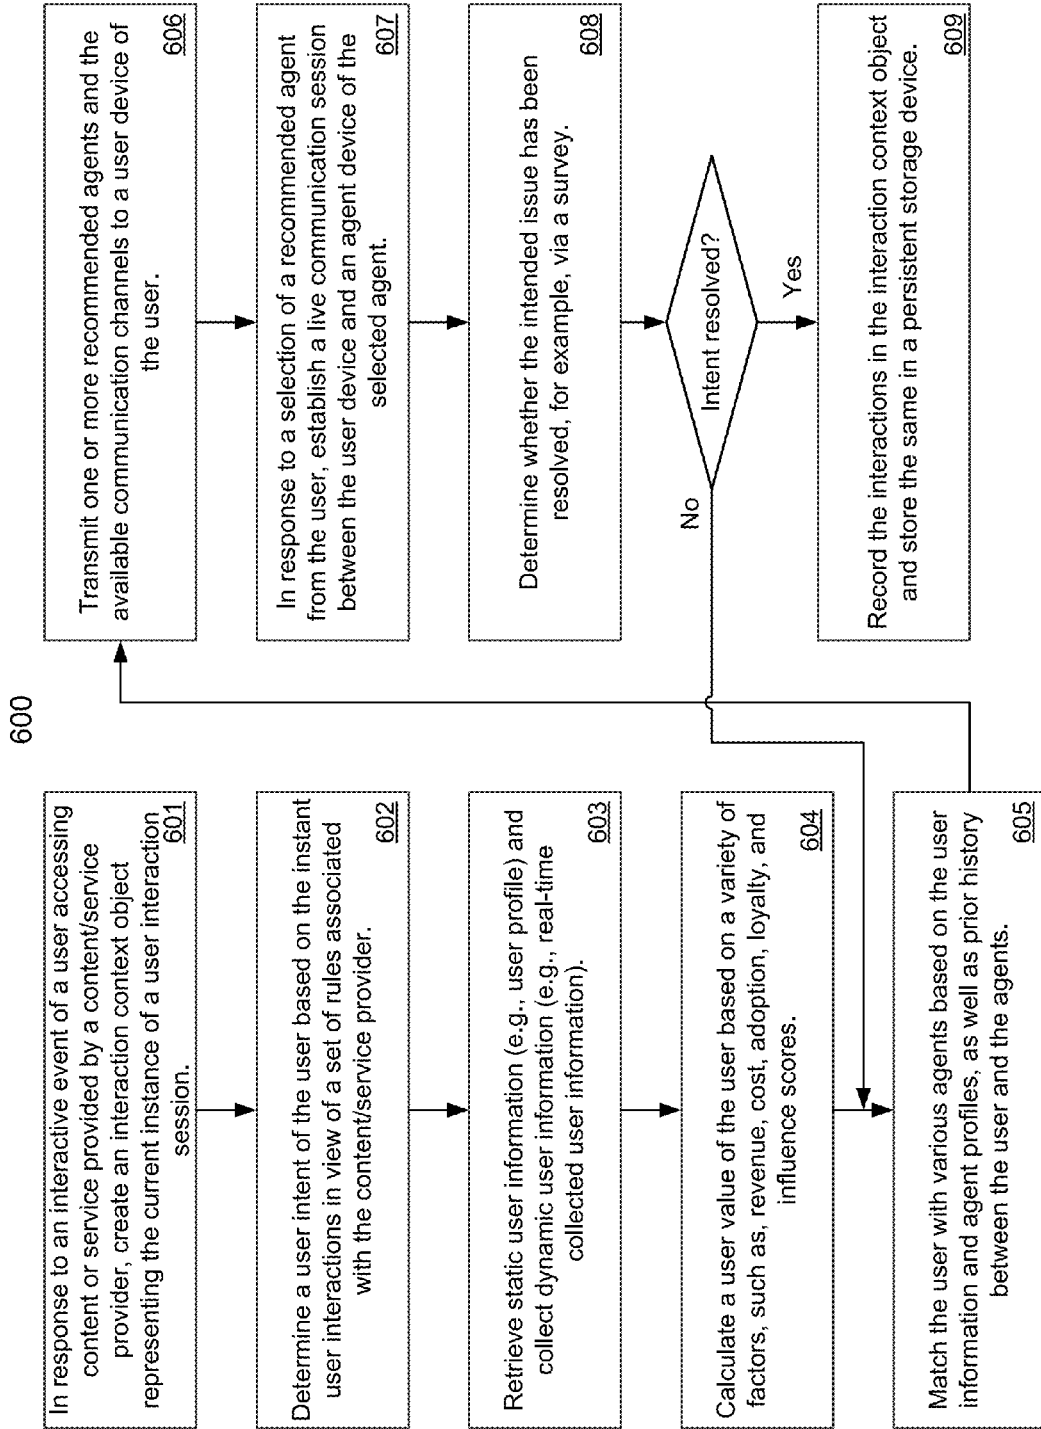 600
In response to an interactive event of a user accessing
content or service provided by a content/service
provider, create an interaction context object
representing the current instance of a user interaction
session.
601
Determine a user intent of the user based on the instant
user interactions in view of a set of rules associated
with the content/service provider.
602
Retrieve static user information (e.g., user profile) and
collect dynamic user information (e.g., real-time
collected user information).
603
Calculate a user value of the user based on a variety of
factors, such as, revenue, cost, adoption, loyalty, and
influence scores.
604
Match the user with various agents based on the user
information and agent profiles, as well as prior history
between the user and the agents.
605
Transmit one or more recommended agents and the
available communication channels to a user device of
the user.
606
In response to a selection of a recommended agent
from the user, establish a live communication session
between the user device and an agent device of the
selected agent.
607
Determine whether the intended issue has been
resolved, for example, via a survey.
608
Intent resolved?
No
Yes
Record the interactions in the interaction context object
and store the same in a persistent storage device.
609